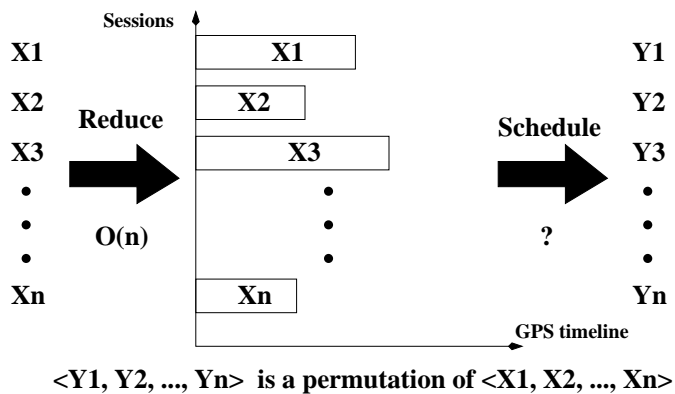 Sessions
X1 X1 Y1
X2 X2 Y2
Reduce Schedule
X3 X3 Y3
O(n) ?
Xn Xn Yn
GPS timeline
<Y1, Y2, ..., Yn> is a permutation of <X1, X2, ..., Xn>